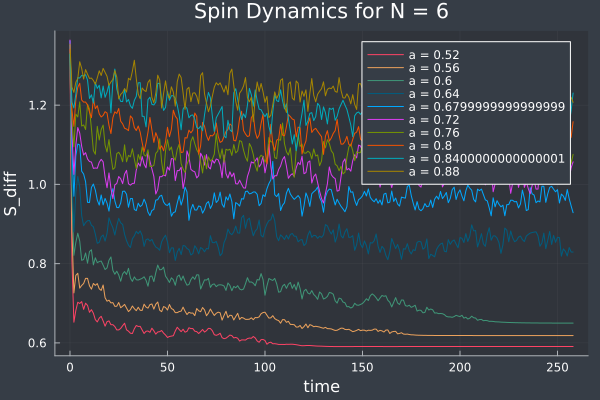 Spin Dynamics for N = 6
S_diff
1.2
1.0
0.8
0.6
a = 0.52
a = 0.56
a = 0.6
a = 0.64
a = 0.6799999999999999
a = 0.72
a = 0.76
a = 0.8
a = 0.8400000000000001
a = 0.88
0 50 100 150 200 250
time